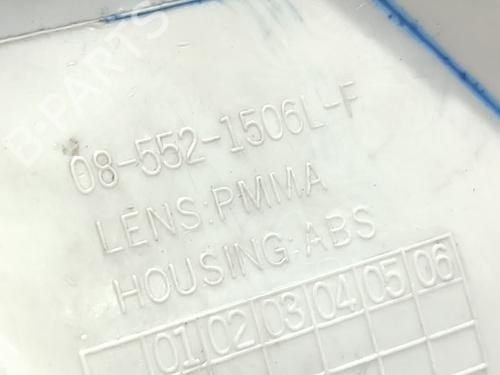 B-PARTS
08-552-1506L-F
LENS:PMMA
HOUSING:ABS
01 02 03 04 05 06